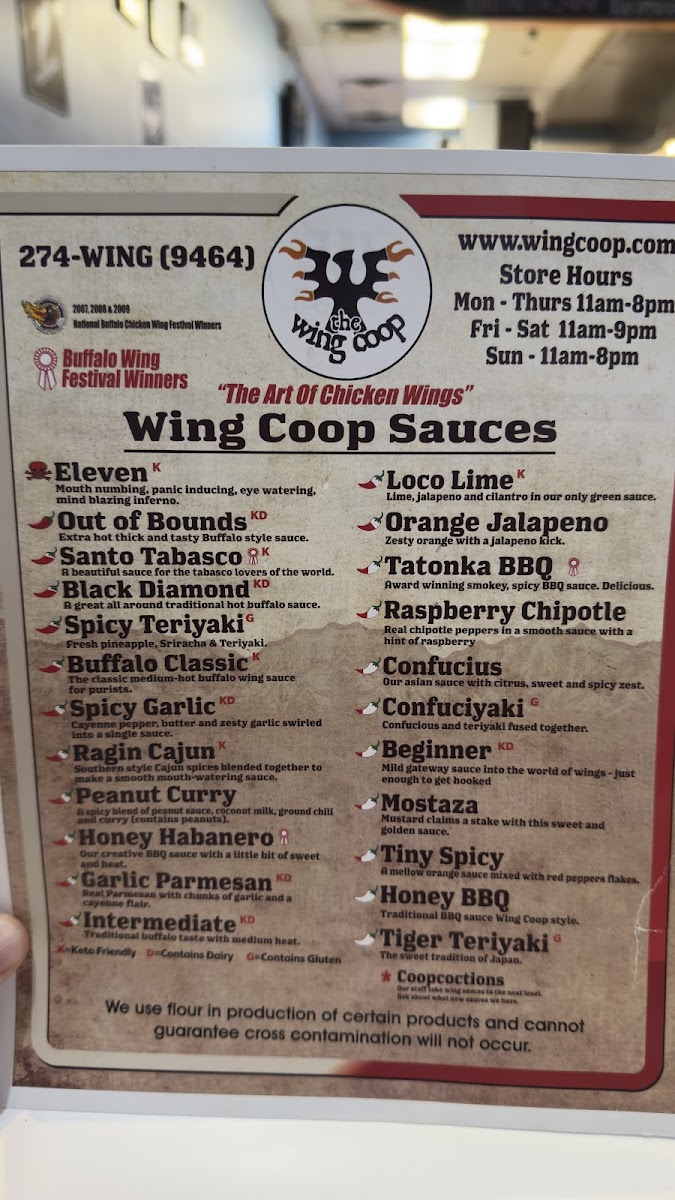 274-WING (9464)
2007, 2008 & 2009
National Buffalo Chicken Wing Festival Winners
Buffalo Wing
Festival Winners
the
wing coop
www.wingcoop.com
Store Hours
Mon - Thurs 11am-8pm
Fri - Sat 11am-9pm
Sun - 11am-8pm
"The Art Of Chicken Wings"
Wing Coop Sauces
Eleven K
Mouth numbing, panic inducing, eye watering,
mind blazing inferno.
Out of Bounds KD
Extra hot thick and tasty Buffalo style sauce.
Santo Tabasco K
A beautiful sauce for the tabasco lovers of the world.
Black Diamond KD
A great all around traditional hot buffalo sauce.
Spicy Teriyaki G
Fresh pineapple, Sriracha & Teriyaki.
Buffalo Classic K
The classic medium-hot buffalo wing sauce
for purists.
Spicy Garlic KD
Cayenne pepper, butter and zesty garlic swirled
into a single sauce.
Ragin Cajun K
Southern style Cajun spices blended together to
make a smooth mouth-watering sauce.
Peanut Curry
A spicy blend of peanut sauce, coconut milk, ground chili
and curry (contains peanuts).
Honey Habanero
Our creative BBQ sauce with a little bit of sweet
and heat.
Garlic Parmesan KD
Real Parmesan with chunks of garlic and a
cayenne flair.
Intermediate KD
Traditional buffalo taste with medium heat.
K=Keto Friendly D=Contains Dairy G=Contains Gluten
Loco Lime K
Lime, jalapeno and cilantro in our only green sauce.
Orange Jalapeno
Zesty orange with a jalapeno kick.
Tatonka BBQ
Award winning smokey, spicy BBQ sauce. Delicious.
Raspberry Chipotle
Real chipotle peppers in a smooth sauce with a
hint of raspberry
Confucius
Our asian sauce with citrus, sweet and spicy zest.
Confuciyaki G
Confucious and teriyaki fused together.
Beginner KD
Mild gateway sauce into the world of wings - just
enough to get hooked
Mostaza
Mustard claims a stake with this sweet and
golden sauce.
Tiny Spicy
A mellow orange sauce mixed with red peppers flakes.
Honey BBQ
Traditional BBQ sauce Wing Coop style.
Tiger Teriyaki G
The sweet tradition of Japan.
* Coopcoctions
Our staff take wing sauces to the next level.
Ask about what new sauces we have.
We use flour in production of certain products and cannot
guarantee cross contamination will not occur.